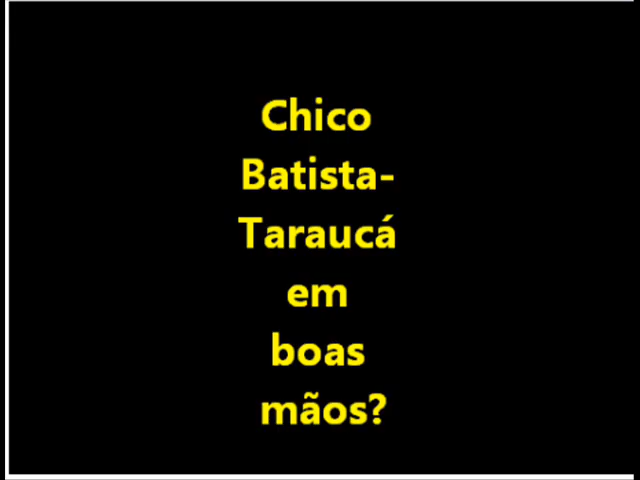 Chico
Batista-
Taraucá
em
boas
mãos?